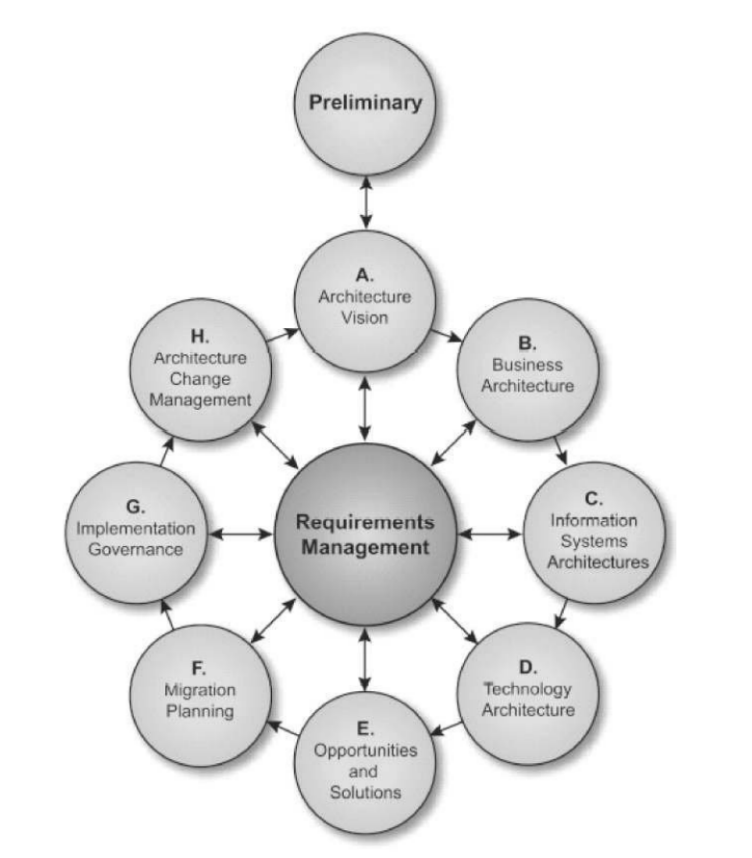 Preliminary
A.
Architecture
Vision
B.
Business
Architecture
C.
Information
Systems
Architectures
D.
Technology
Architecture
E.
Opportunities
and
Solutions
F.
Migration
Planning
G.
Implementation
Governance
H.
Architecture
Change
Management
Requirements
Management